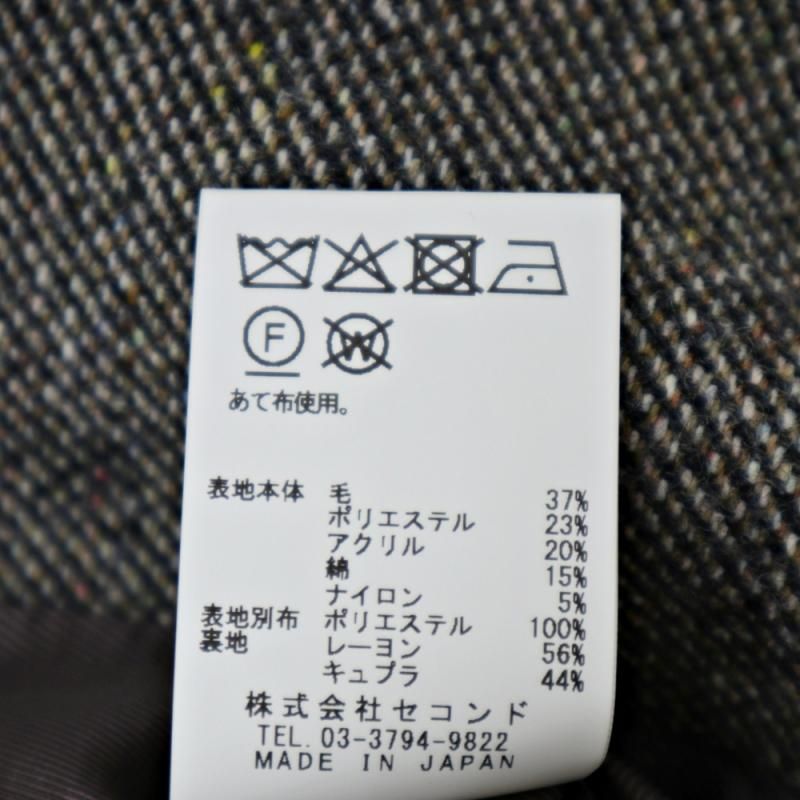 F W
あて布使用。
表地本体 毛 37%
ポリエステル 23%
アクリル 20%
綿 15%
ナイロン 5%
表地別布 ポリエステル 100%
裏地 レーヨン 56%
キュプラ 44%
株式会社セコンド
TEL. 03-3794-9822
MADE IN JAPAN